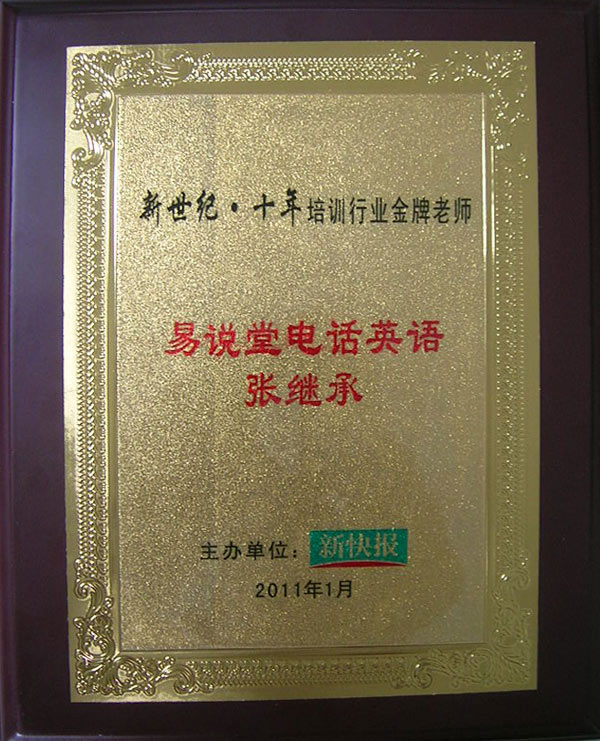 新世纪·十年培训行业金牌老师
易说堂电话英语
张继承
主办单位：新快报
2011年1月